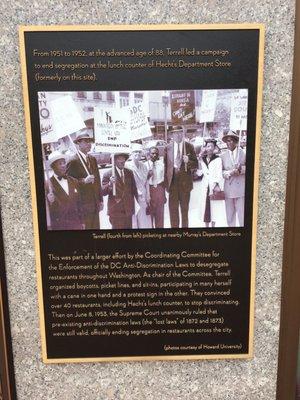 From 1951 to 1952, at the advanced age of 88, Terrell led a campaign
to end segregation at the lunch counter of Hecht's Department Store
(formerly on this site).
DISCRIMINATION
Terrell (fourth from left) picketing at nearby Murray's Department Store
This was part of a larger effort by the Coordinating Committee for
the Enforcement of the DC Anti-Discrimination Laws to desegregate
restaurants throughout Washington. As chair of the Committee, Terrell
organized boycotts, picket lines, and sit-ins, participating in many herself
with a cane in one hand and a protest sign in the other. They convinced
over 40 restaurants, including Hecht's lunch counter, to stop discriminating.
Then on June 8, 1953, the Supreme Court unanimously ruled that
pre-existing anti-discrimination laws (the "lost laws" of 1872 and 1873)
were still valid, officially ending segregation in restaurants across the city.
(photos courtesy of Howard University)